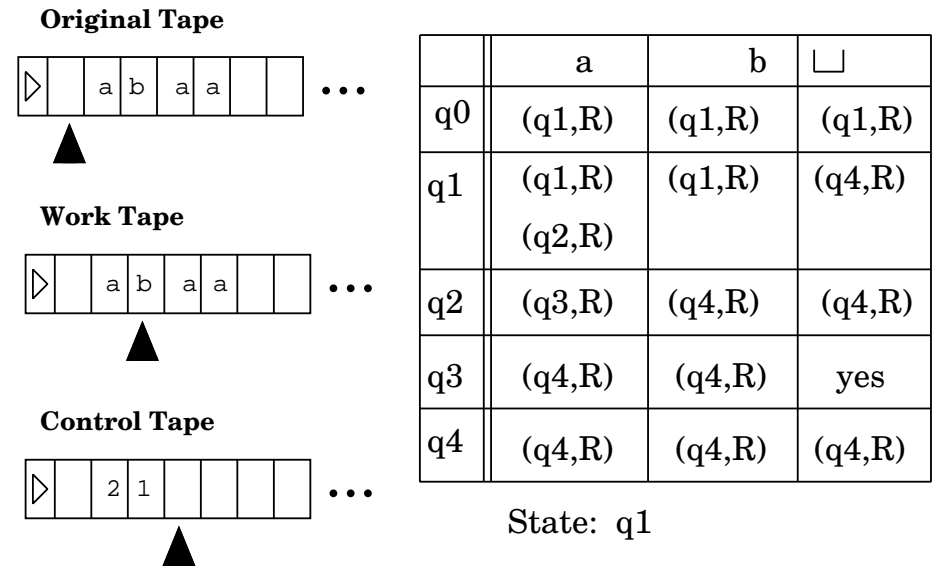 Original Tape
▷ a b a a ...
Work Tape
▷ a b a a ...
Control Tape
▷ 2 1 ...
a b ⊔
q0 (q1,R) (q1,R) (q1,R)
q1 (q1,R) (q1,R) (q4,R)
(q2,R)
q2 (q3,R) (q4,R) (q4,R)
q3 (q4,R) (q4,R) yes
q4 (q4,R) (q4,R) (q4,R)
State: q1